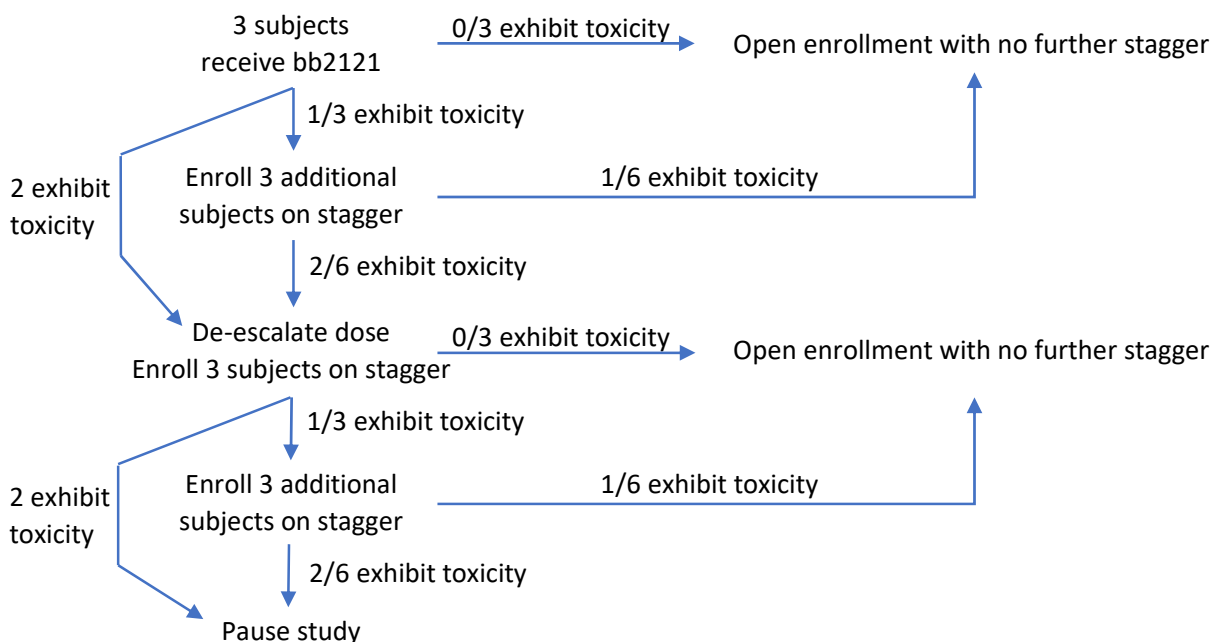 3 subjects
receive bb2121
0/3 exhibit toxicity
Open enrollment with no further stagger
1/3 exhibit toxicity
2 exhibit
toxicity
Enroll 3 additional
subjects on stagger
1/6 exhibit toxicity
2/6 exhibit toxicity
De-escalate dose
Enroll 3 subjects on stagger
0/3 exhibit toxicity
Open enrollment with no further stagger
1/3 exhibit toxicity
2 exhibit
toxicity
Enroll 3 additional
subjects on stagger
1/6 exhibit toxicity
2/6 exhibit toxicity
Pause study